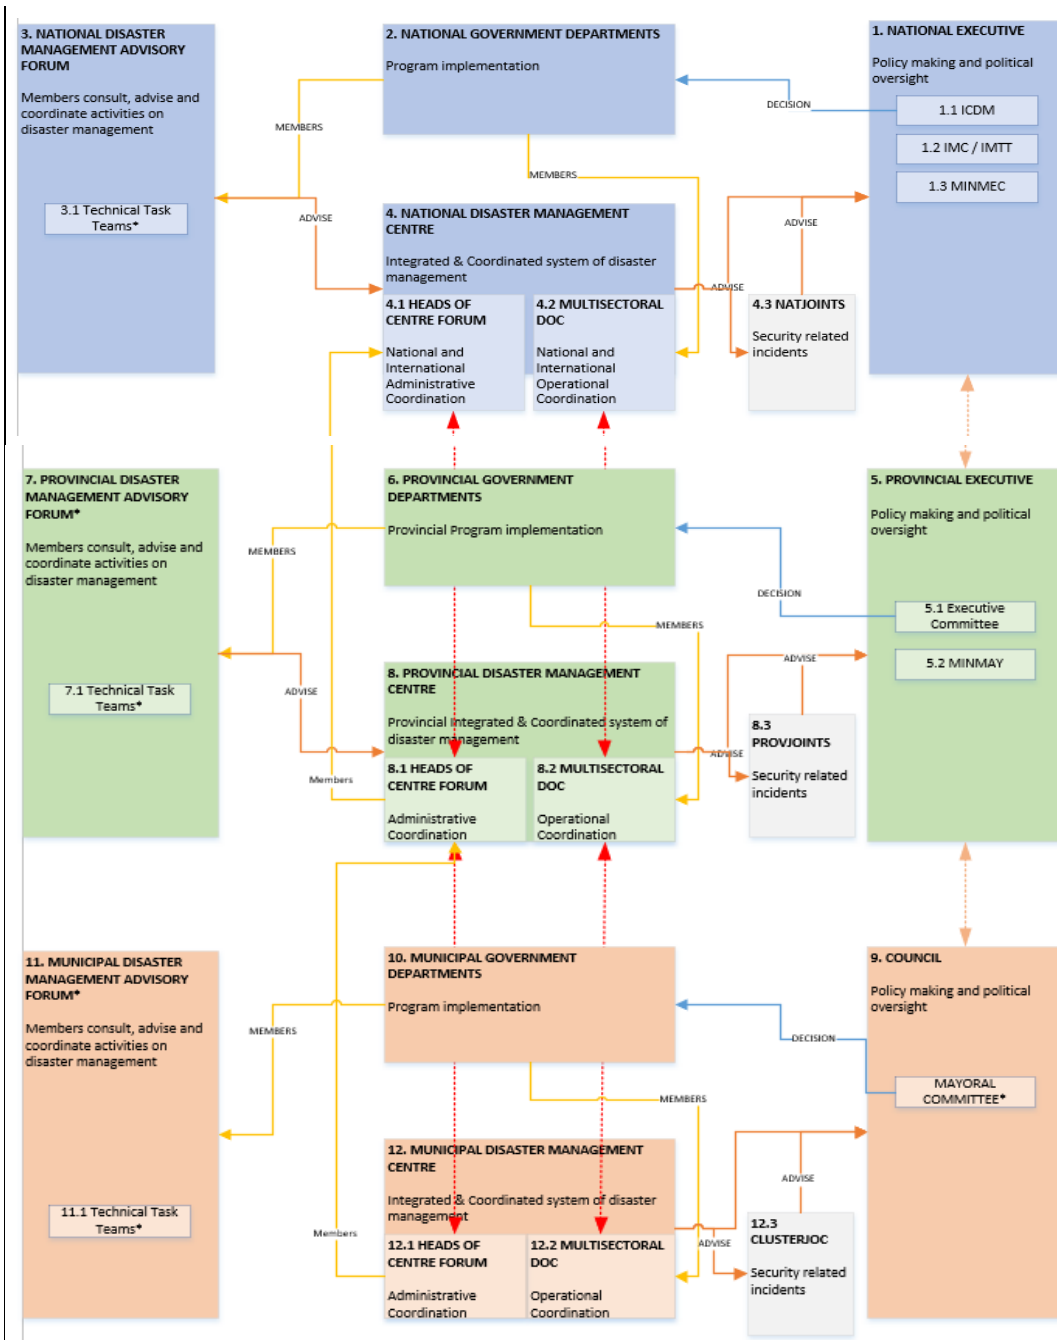 3. NATIONAL DISASTER
MANAGEMENT ADVISORY
FORUM
Members consult, advise and
coordinate activities on
disaster management
3.1 Technical Task
Teams*
2. NATIONAL GOVERNMENT DEPARTMENTS
Program implementation
1. NATIONAL EXECUTIVE
Policy making and political
oversight
1.1 ICDM
1.2 IMC / IMTT
1.3 MINMEC
DECISION
MEMBERS
MEMBERS
ADVISE
4. NATIONAL DISASTER MANAGEMENT
CENTRE
Integrated & Coordinated system of disaster
management
4.1 HEADS OF
CENTRE FORUM
National and
International
Administrative
Coordination
4.2 MULTISECTORAL
DOC
National and
International
Operational
Coordination
ADVISE
ADVISE
4.3 NATJOINTS
Security related
incidents
7. PROVINCIAL DISASTER
MANAGEMENT ADVISORY
FORUM*
Members consult, advise and
coordinate activities on
disaster management
7.1 Technical Task
Teams*
6. PROVINCIAL GOVERNMENT
DEPARTMENTS
Provincial Program implementation
5. PROVINCIAL EXECUTIVE
Policy making and political
oversight
5.1 Executive
Committee
5.2 MINMAY
MEMBERS
DECISION
MEMBERS
ADVISE
ADVISE
8. PROVINCIAL DISASTER MANAGEMENT
CENTRE
Provincial Integrated & Coordinated system of
disaster management
8.1 HEADS OF
CENTRE FORUM
Administrative
Coordination
8.2 MULTISECTORAL
DOC
Operational
Coordination
ADVISE
8.3
PROVJOINTS
Security related
incidents
Members
11. MUNICIPAL DISASTER
MANAGEMENT ADVISORY
FORUM*
Members consult, advise and
coordinate activities on
disaster management
11.1 Technical Task
Teams*
10. MUNICIPAL GOVERNMENT
DEPARTMENTS
Program implementation
9. COUNCIL
Policy making and political
oversight
MAYORAL
COMMITTEE*
MEMBERS
DECISION
MEMBERS
12. MUNICIPAL DISASTER MANAGEMENT
CENTRE
Integrated & Coordinated system of disaster
management
12.1 HEADS OF
CENTRE FORUM
Administrative
Coordination
12.2 MULTISECTORAL
DOC
Operational
Coordination
ADVISE
ADVISE
12.3
CLUSTERJOC
Security related
incidents
Members